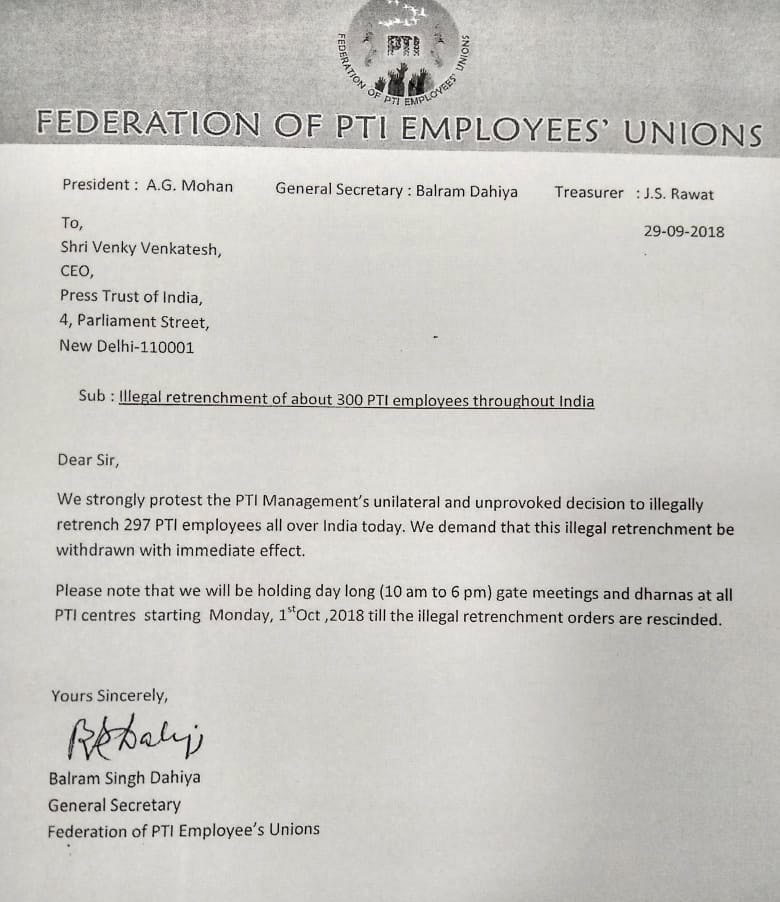 PTI
FEDERATION OF PTI EMPLOYEES' UNIONS
FEDERATION OF PTI EMPLOYEES' UNIONS
President : A.G. Mohan General Secretary : Balram Dahiya Treasurer : J.S. Rawat
To,
29-09-2018
Shri Venky Venkatesh,
CEO,
Press Trust of India,
4, Parliament Street,
New Delhi-110001
Sub : Illegal retrenchment of about 300 PTI employees throughout India
Dear Sir,
We strongly protest the PTI Management's unilateral and unprovoked decision to illegally
retrench 297 PTI employees all over India today. We demand that this illegal retrenchment be
withdrawn with immediate effect.
Please note that we will be holding day long (10 am to 6 pm) gate meetings and dharnas at all
PTI centres starting Monday, 1st Oct ,2018 till the illegal retrenchment orders are rescinded.
Yours Sincerely,
Balram Singh Dahiya
General Secretary
Federation of PTI Employee's Unions